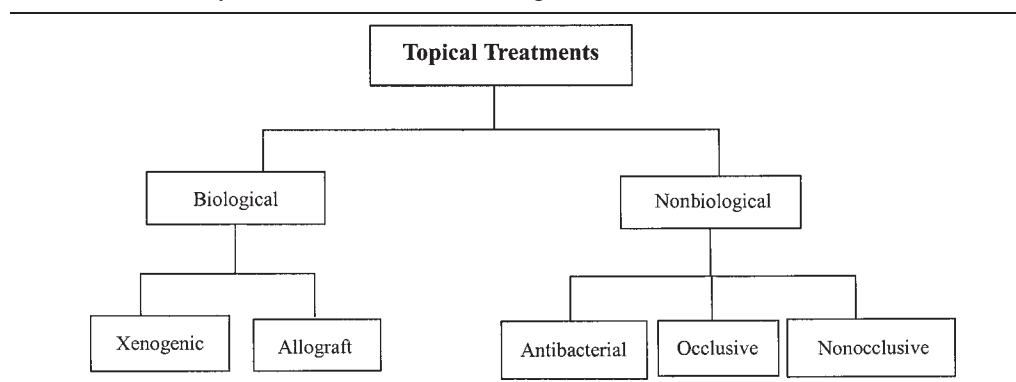 Topical Treatments
Biological
Nonbiological
Xenogenic
Allograft
Antibacterial
Occlusive
Nonocclusive